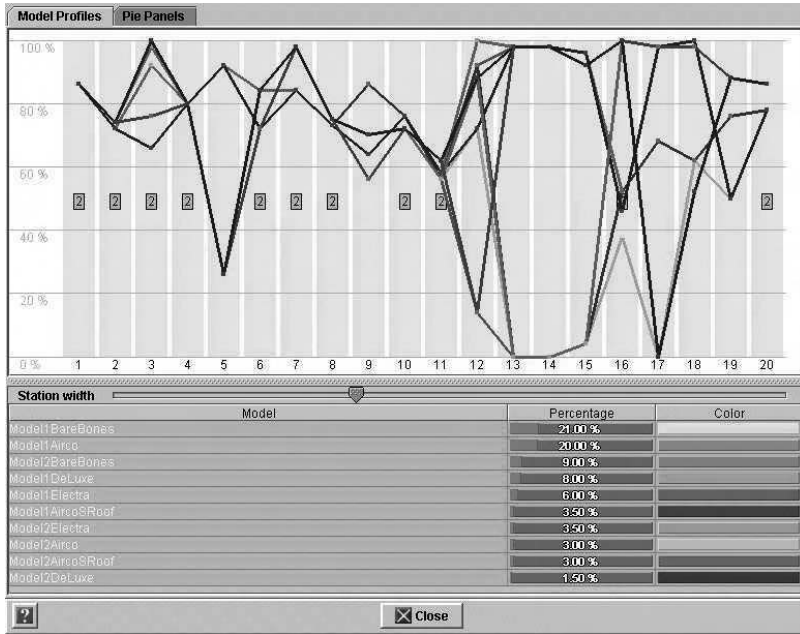 Model Profiles Pie Panels
100 %
80 %
60 %
2 2 2 2 2 2 2 2 2 2
40 %
20 %
0 % 1 2 3 4 5 6 7 8 9 10 11 12 13 14 15 16 17 18 19 20
Station width
Model Percentage Color
Model1BareBones 21.00 %
Model1Airco 20.00 %
Model2BareBones 9.00 %
Model1DeLuxe 8.00 %
Model1Electra 6.00 %
Model1AircoSRoof 3.50 %
Model2Electra 3.50 %
Model2Airco 3.00 %
Model2AircoSRoof 3.00 %
Model2DeLuxe 1.50 %
? Close